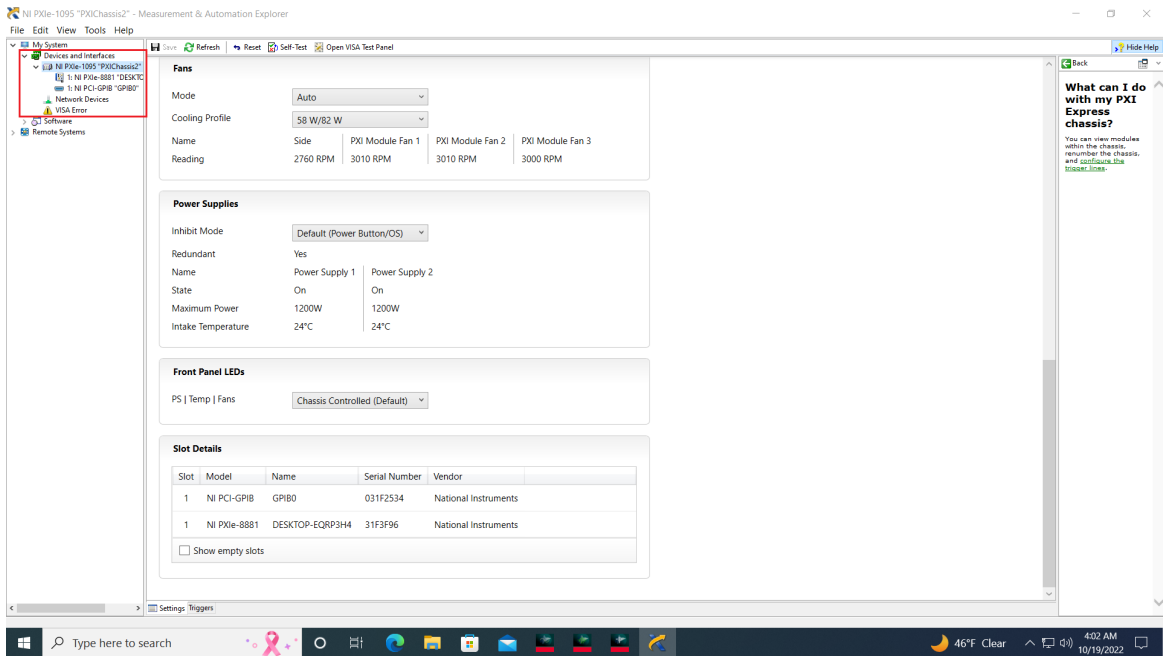 NI PXIe-1095 "PXIChassis2" - Measurement & Automation Explorer
File Edit View Tools Help
My System
Devices and Interfaces
NI PXIe-1095 "PXIChassis2"
1: NI PXIe-8881 "DESKTC
1: NI PCI-GPIB "GPIB0"
Network Devices
VISA Error
Software
Remote Systems
Save Refresh Reset Self-Test Open VISA Test Panel
Hide Help
Fans
Mode Auto
Cooling Profile 58 W/82 W
Name Side PXI Module Fan 1 PXI Module Fan 2 PXI Module Fan 3
Reading 2760 RPM 3010 RPM 3010 RPM 3000 RPM
Power Supplies
Inhibit Mode Default (Power Button/OS)
Redundant Yes
Name Power Supply 1 Power Supply 2
State On On
Maximum Power 1200W 1200W
Intake Temperature 24°C 24°C
Front Panel LEDs
PS | Temp | Fans Chassis Controlled (Default)
Slot Details
Slot Model Name Serial Number Vendor
1 NI PCI-GPIB GPIB0 031F2534 National Instruments
1 NI PXIe-8881 DESKTOP-EQRP3H4 31F3F96 National Instruments
Show empty slots
Settings Triggers
Back
What can I do
with my PXI
Express
chassis?
You can view modules
within the chassis,
renumber the chassis,
and configure the
trigger lines.
Type here to search
46°F Clear
4:02 AM
10/19/2022